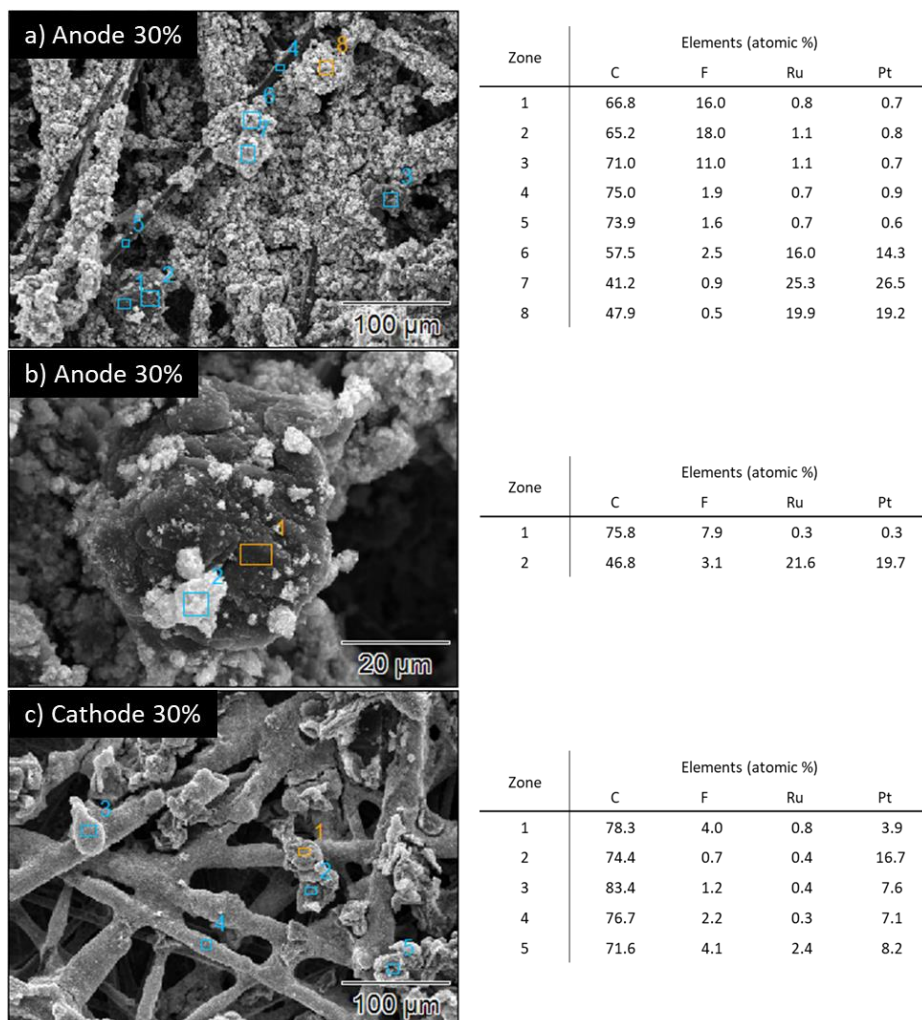 a) Anode 30%
4
8
6
7
3
5
1 2
100 µm
Elements (atomic %)
Zone
C F Ru Pt
1 66.8 16.0 0.8 0.7
2 65.2 18.0 1.1 0.8
3 71.0 11.0 1.1 0.7
4 75.0 1.9 0.7 0.9
5 73.9 1.6 0.7 0.6
6 57.5 2.5 16.0 14.3
7 41.2 0.9 25.3 26.5
8 47.9 0.5 19.9 19.2
b) Anode 30%
1
2
20 µm
Elements (atomic %)
Zone
C F Ru Pt
1 75.8 7.9 0.3 0.3
2 46.8 3.1 21.6 19.7
c) Cathode 30%
3
1
2
4
5
100 µm
Elements (atomic %)
Zone
C F Ru Pt
1 78.3 4.0 0.8 3.9
2 74.4 0.7 0.4 16.7
3 83.4 1.2 0.4 7.6
4 76.7 2.2 0.3 7.1
5 71.6 4.1 2.4 8.2